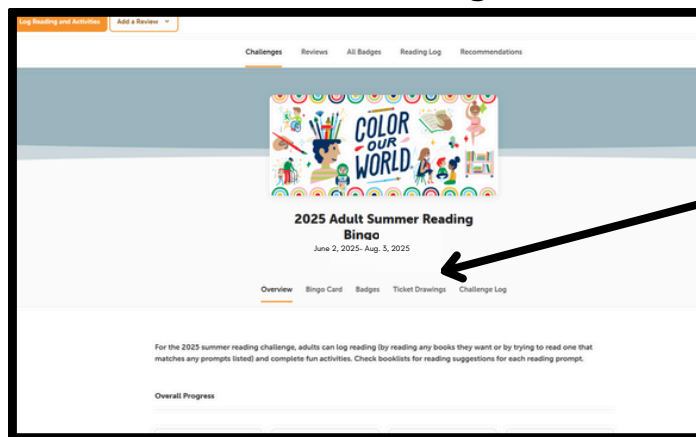 Log Reading and Activities Add a Review
Challenges Reviews All Badges Reading Log Recommendations
COLOR
OUR
WORLD
2025 Adult Summer Reading
Bingo
June 2, 2025- Aug. 3, 2025
Overview Bingo Card Badges Ticket Drawings Challenge Log
For the 2025 summer reading challenge, adults can log reading (by reading any books they want or by trying to read one that
matches any prompts listed) and complete fun activities. Check booklists for reading suggestions for each reading prompt.
Overall Progress